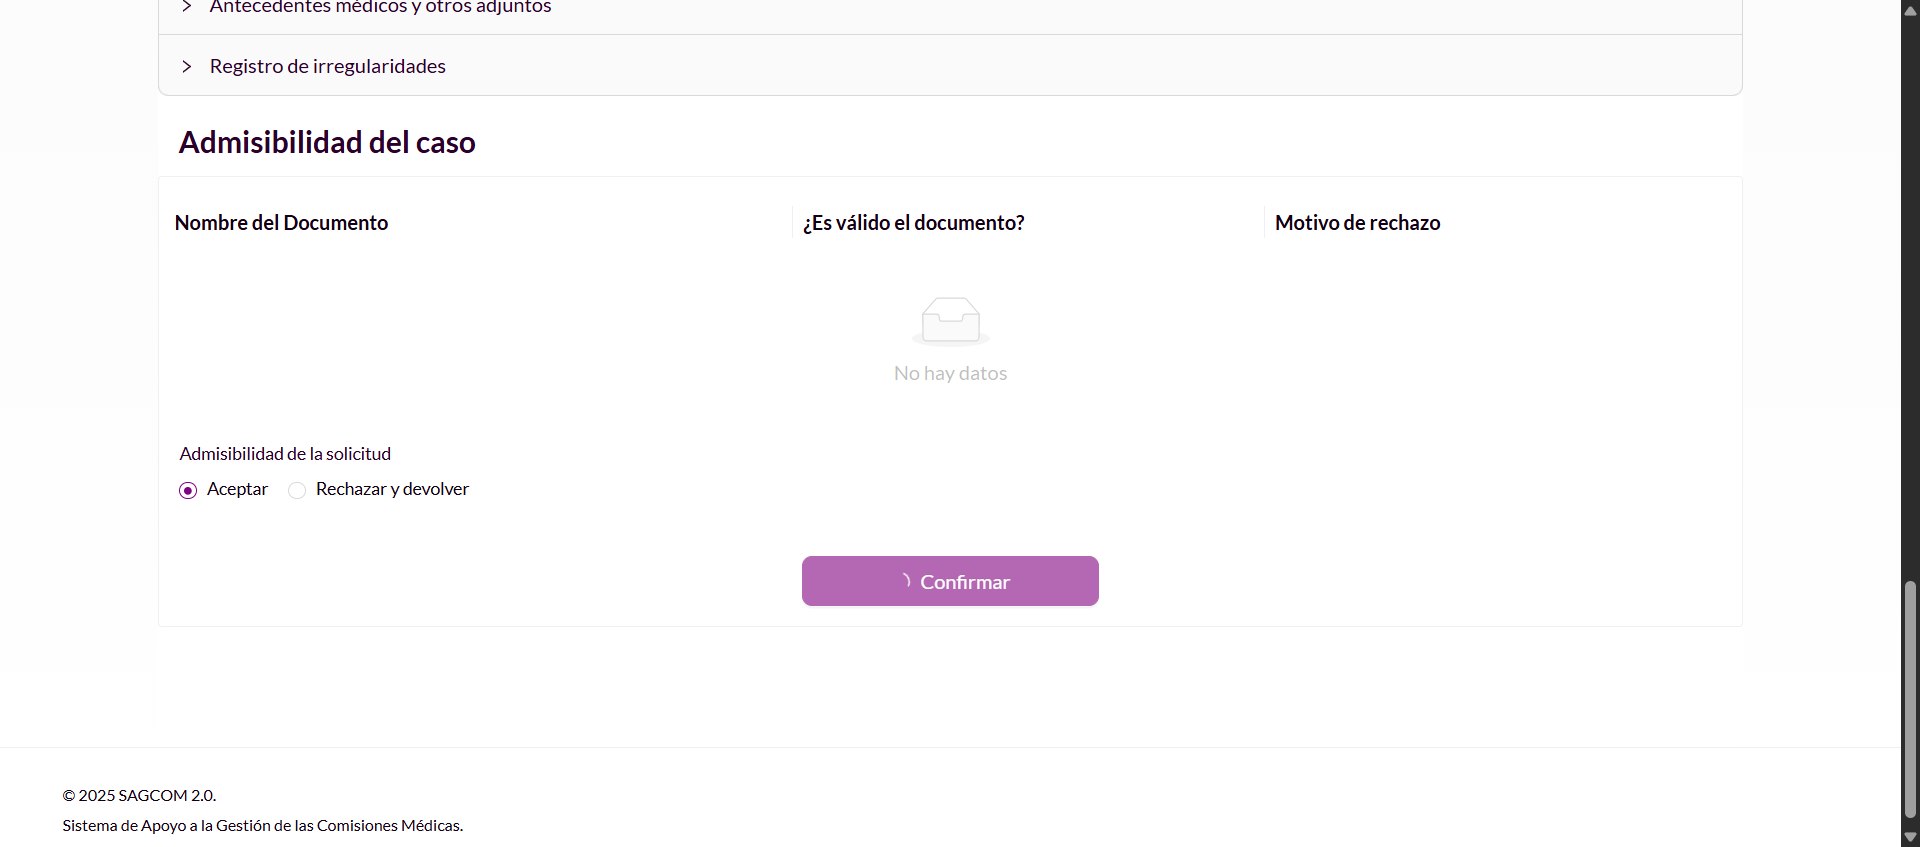 Antecedentes médicos y otros adjuntos
Registro de irregularidades
Admisibilidad del caso
Nombre del Documento ¿Es válido el documento? Motivo de rechazo
No hay datos
Admisibilidad de la solicitud
Aceptar Rechazar y devolver
Confirmar
© 2025 SAGCOM 2.0.
Sistema de Apoyo a la Gestión de las Comisiones Médicas.